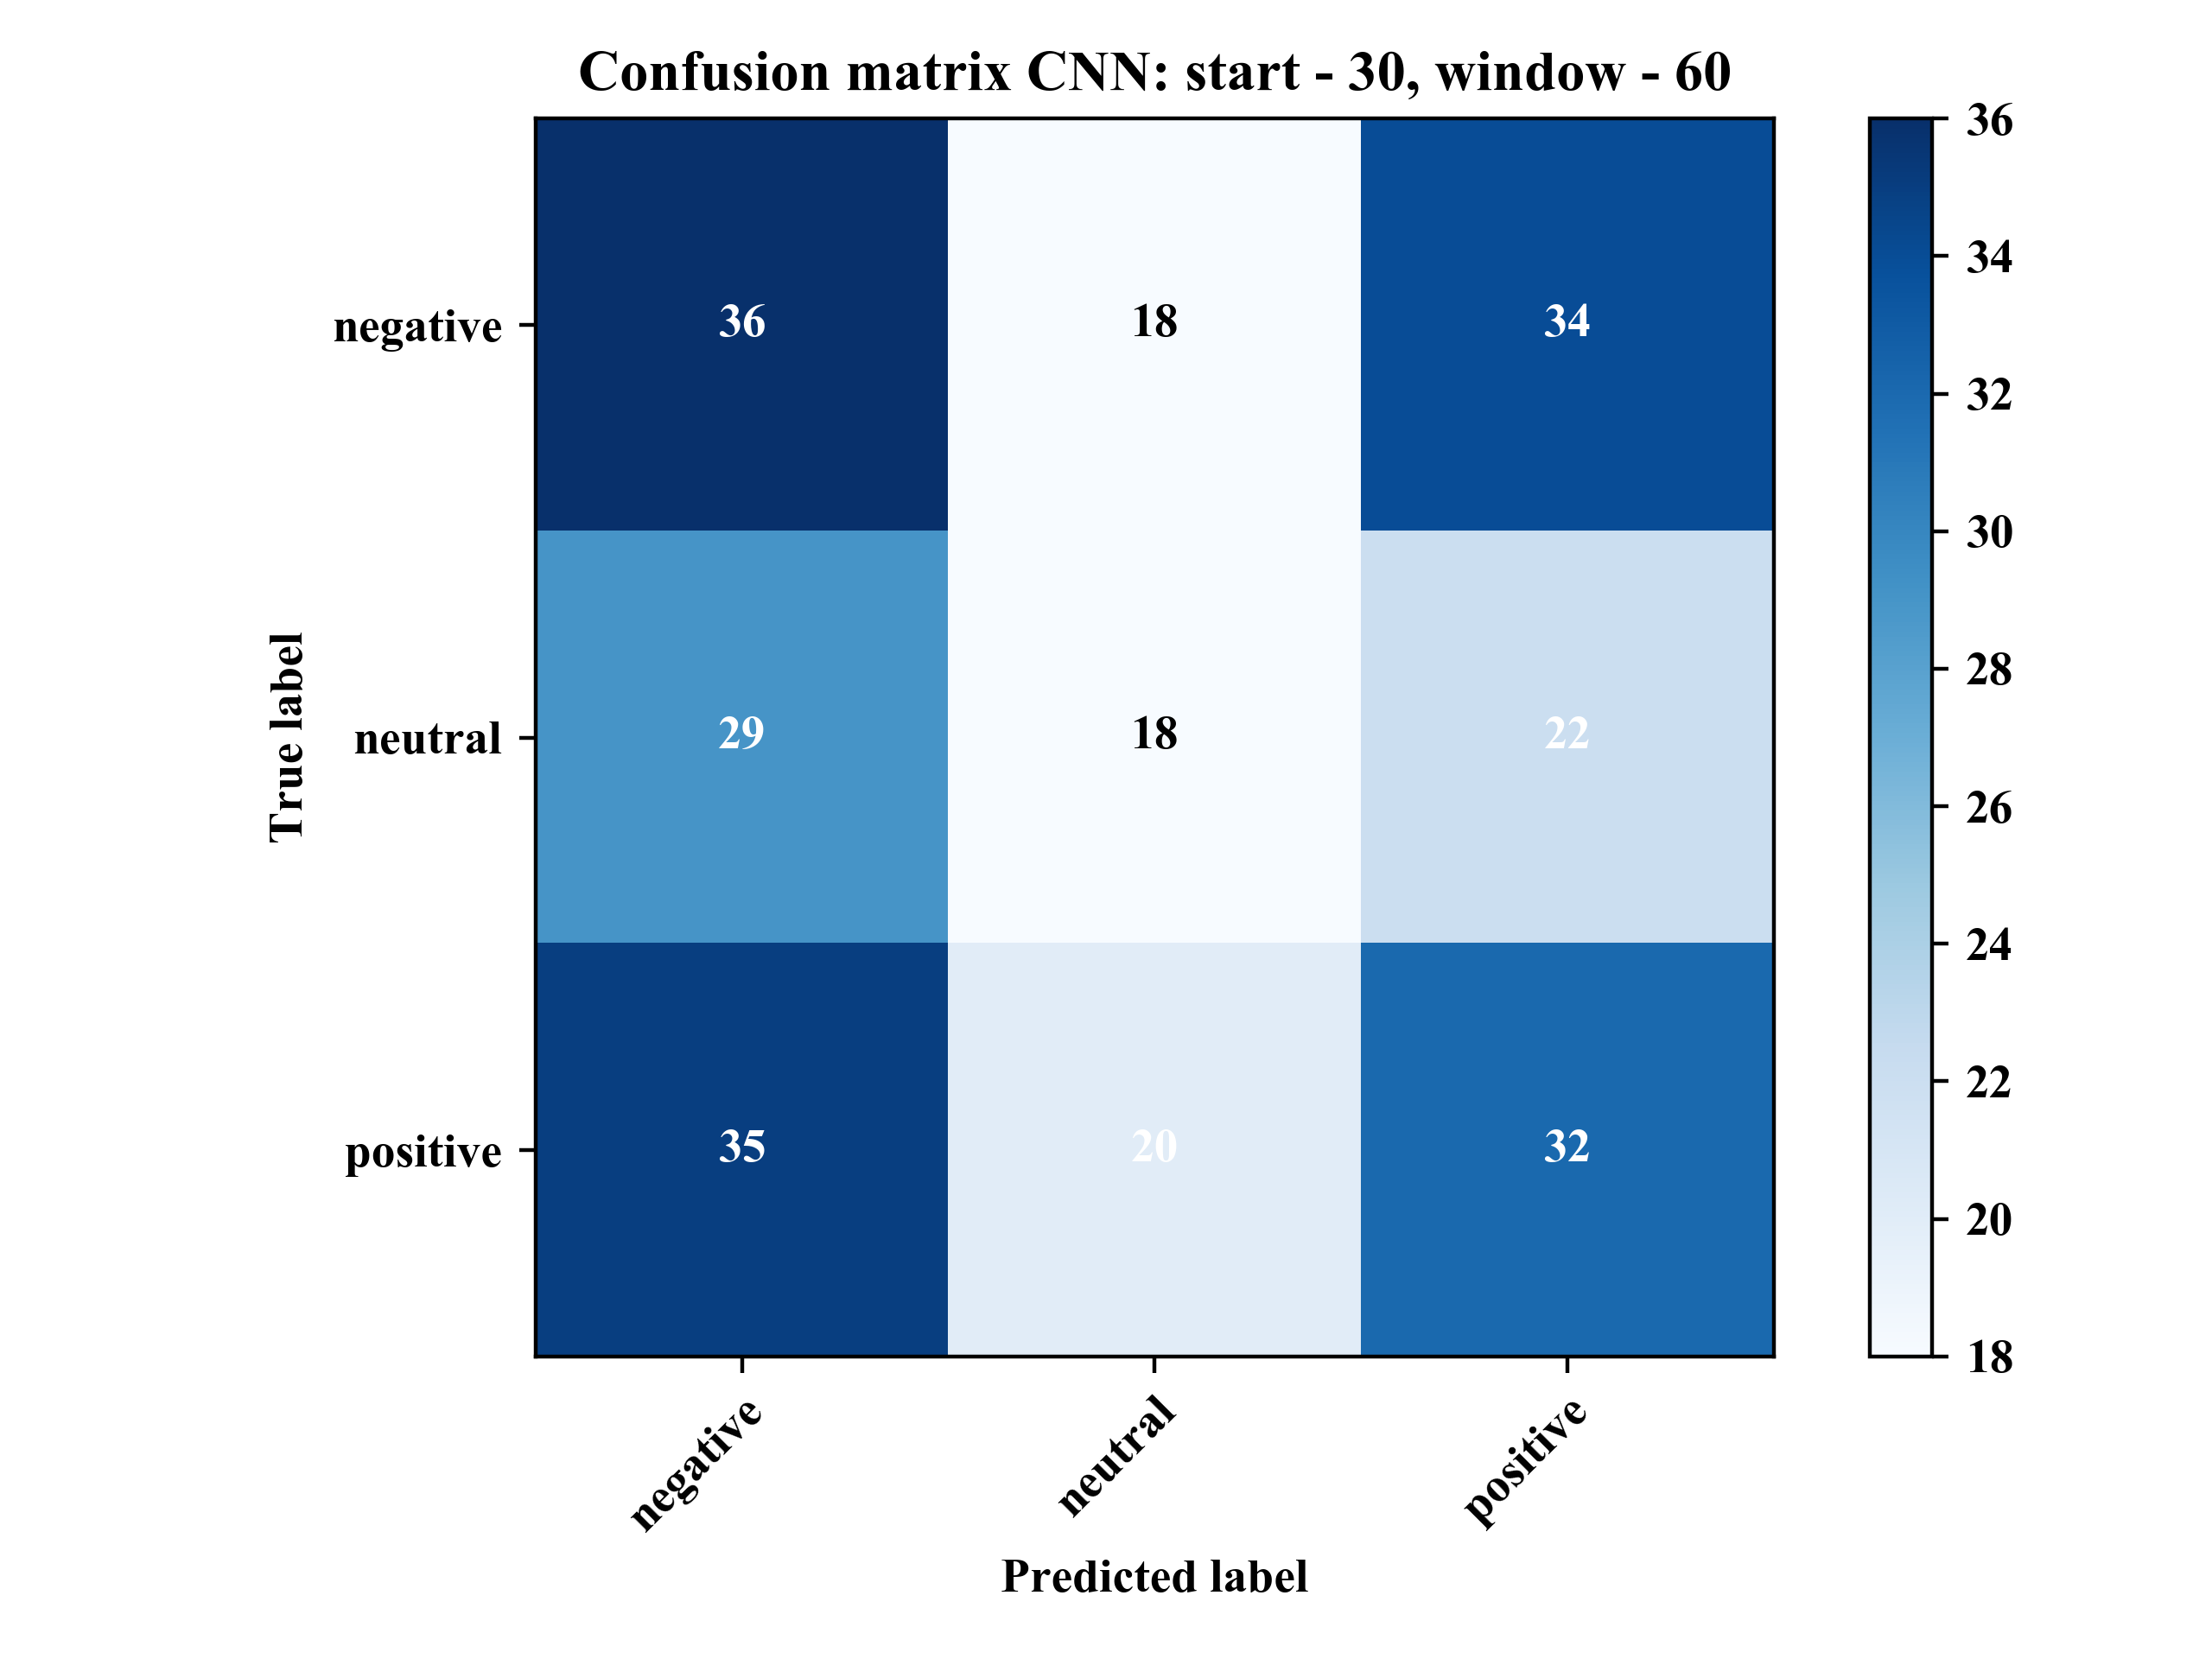 Confusion matrix CNN: start - 30, window - 60
True label
negative
neutral
positive
36 18 34
29 18 22
35 20 32
negative
neutral
positive
Predicted label
36
34
32
30
28
26
24
22
20
18